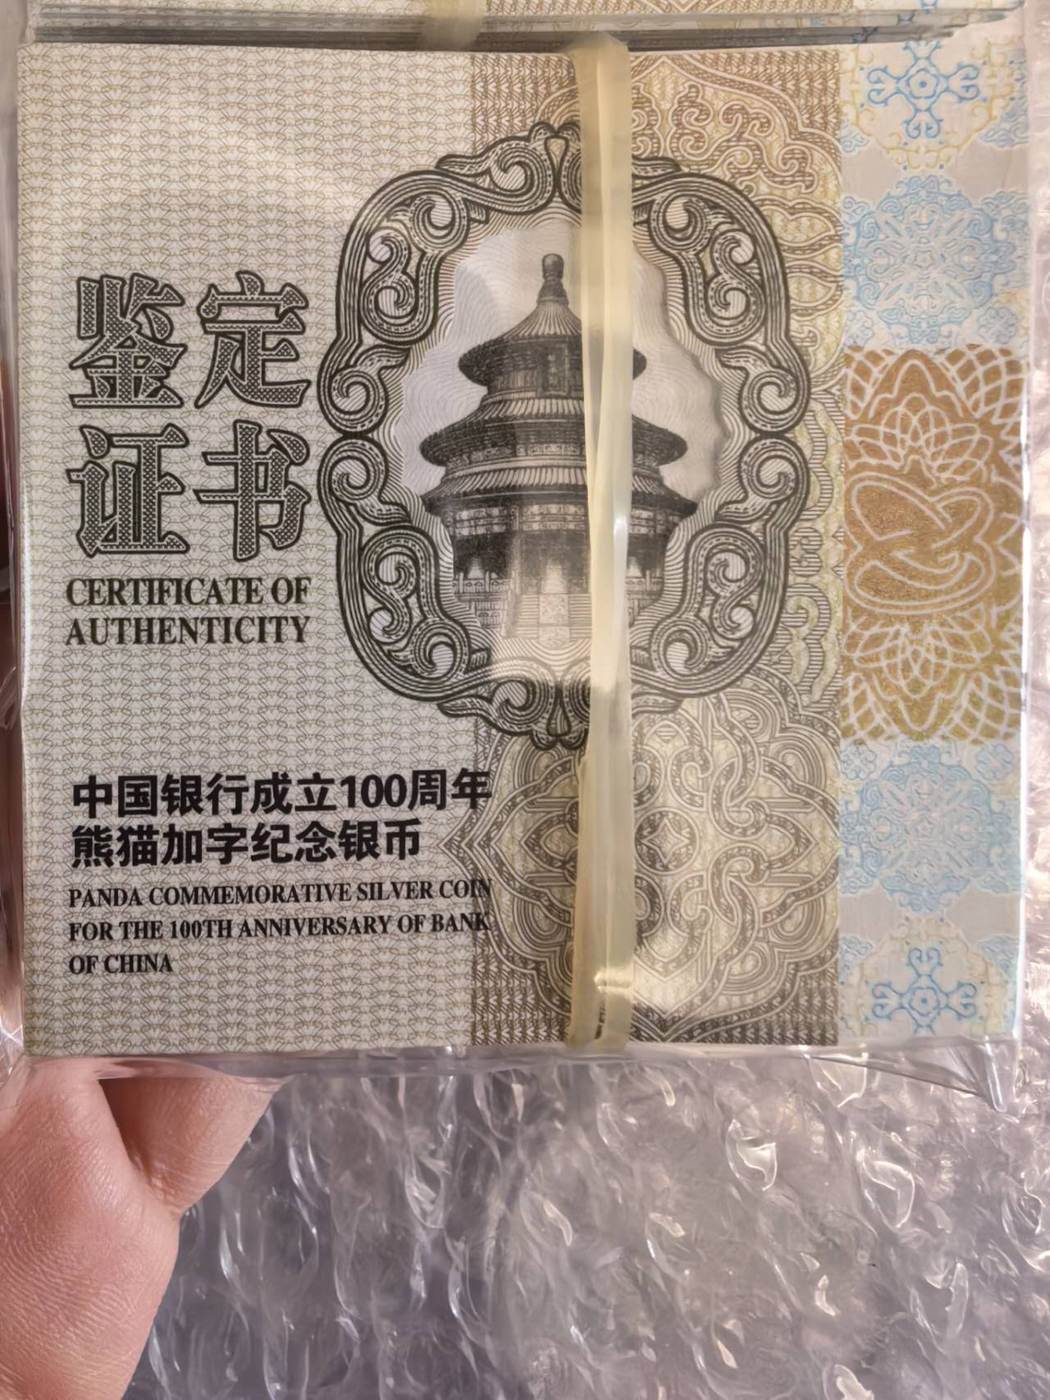 鉴定
证书
CERTIFICATE OF
AUTHENTICITY
中国银行成立100周年
熊猫加字纪念银币
PANDA COMMEMORATIVE SILVER COIN
FOR THE 100TH ANNIVERSARY OF BANK
OF CHINA